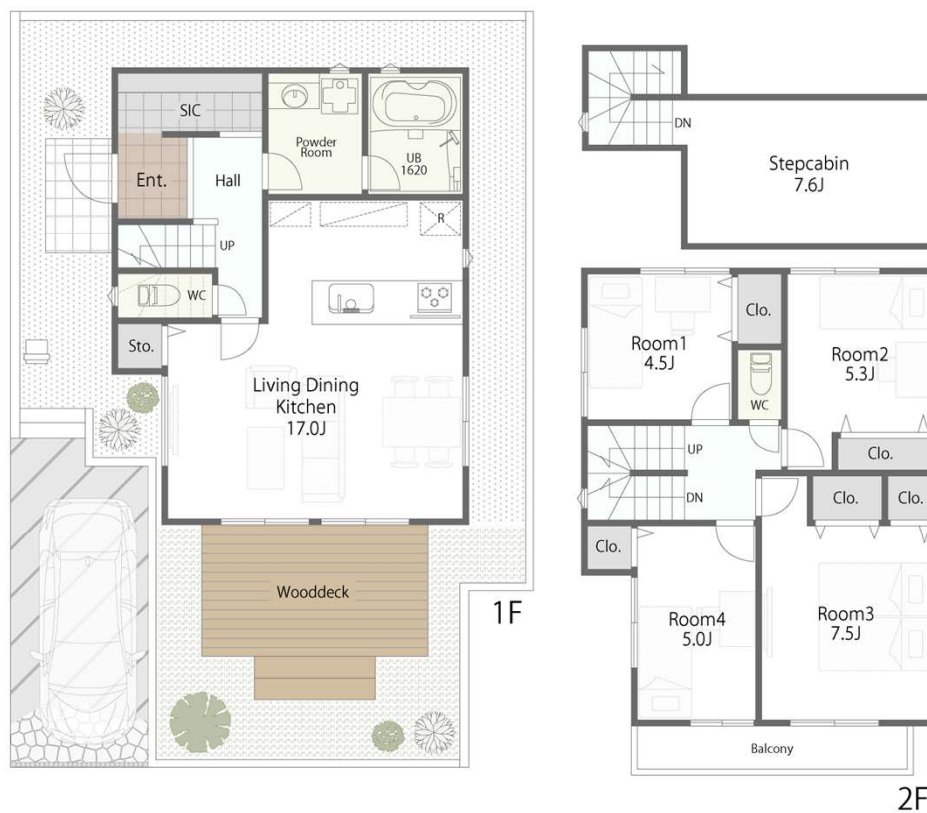 SIC
Ent.
Hall
Powder
Room
UB
1620
UP
WC
R
Sto.
Living Dining
Kitchen
17.0J
Wooddeck
1F
DN
Stepcabin
7.6J
Room1
4.5J
Clo.
WC
Room2
5.3J
Clo.
UP
DN
Clo.
Clo.
Clo.
Room4
5.0J
Room3
7.5J
Balcony
2F